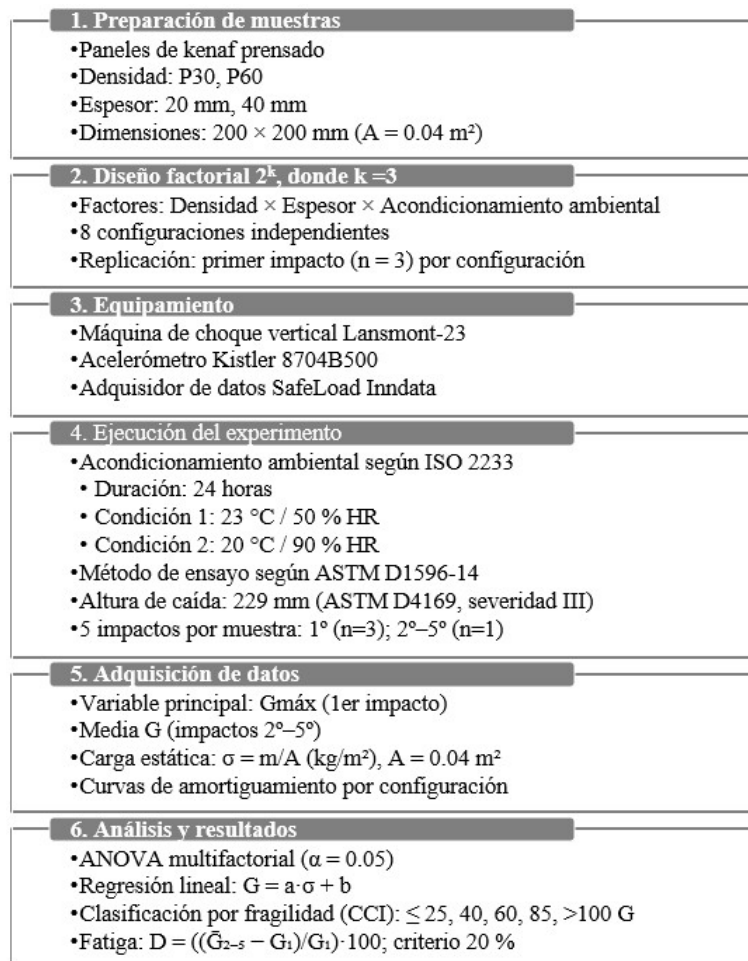 1. Preparación de muestras
•Paneles de kenaf prensado
•Densidad: P30, P60
•Espesor: 20 mm, 40 mm
•Dimensiones: 200 × 200 mm (A = 0.04 m²)
2. Diseño factorial 2ᵏ, donde k =3
•Factores: Densidad × Espesor × Acondicionamiento ambiental
•8 configuraciones independientes
•Replicación: primer impacto (n = 3) por configuración
3. Equipamiento
•Máquina de choque vertical Lansmont-23
•Acelerómetro Kistler 8704B500
•Adquisidor de datos SafeLoad Inndata
4. Ejecución del experimento
•Acondicionamiento ambiental según ISO 2233
• Duración: 24 horas
• Condición 1: 23 °C / 50 % HR
• Condición 2: 20 °C / 90 % HR
•Método de ensayo según ASTM D1596-14
•Altura de caída: 229 mm (ASTM D4169, severidad III)
•5 impactos por muestra: 1º (n=3); 2º–5º (n=1)
5. Adquisición de datos
•Variable principal: Gmáx (1er impacto)
•Media G (impactos 2º–5º)
•Carga estática: σ = m/A (kg/m²), A = 0.04 m²
•Curvas de amortiguamiento por configuración
6. Análisis y resultados
•ANOVA multifactorial (α = 0.05)
•Regresión lineal: G = a·σ + b
•Clasificación por fragilidad (CCI): ≤ 25, 40, 60, 85, >100 G
•Fatiga: D = ((Ḡ₂₋₅ − G₁)/G₁)·100; criterio 20 %